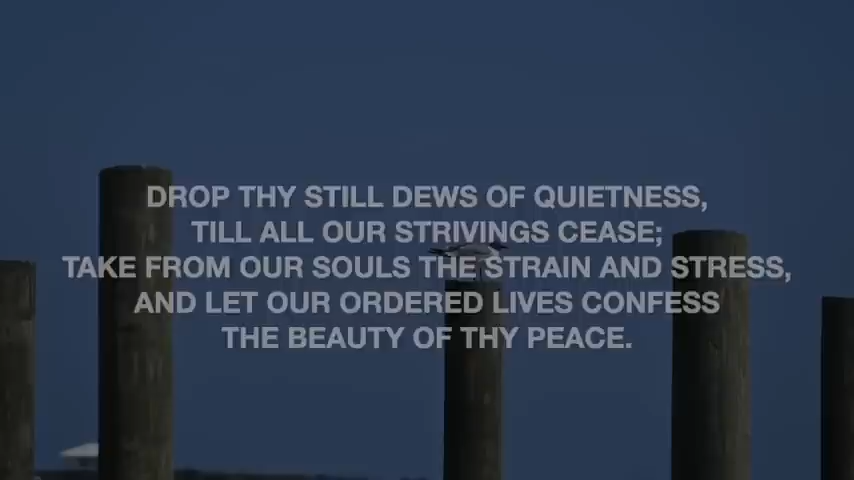 DROP THY STILL DEWS OF QUIETNESS,
TILL ALL OUR STRIVINGS CEASE;
TAKE FROM OUR SOULS THE STRAIN AND STRESS,
AND LET OUR ORDERED LIVES CONFESS
THE BEAUTY OF THY PEACE.